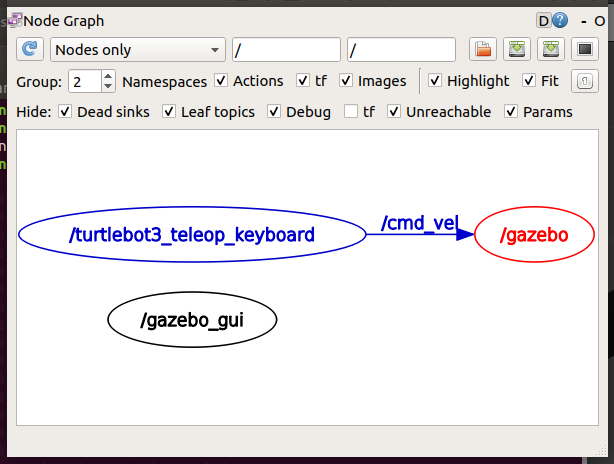 Node Graph D ? - O
Nodes only / /
Group: 2 Namespaces Actions tf Images Highlight Fit
Hide: Dead sinks Leaf topics Debug tf Unreachable Params
/cmd_vel
/turtlebot3_teleop_keyboard /gazebo
/gazebo_gui